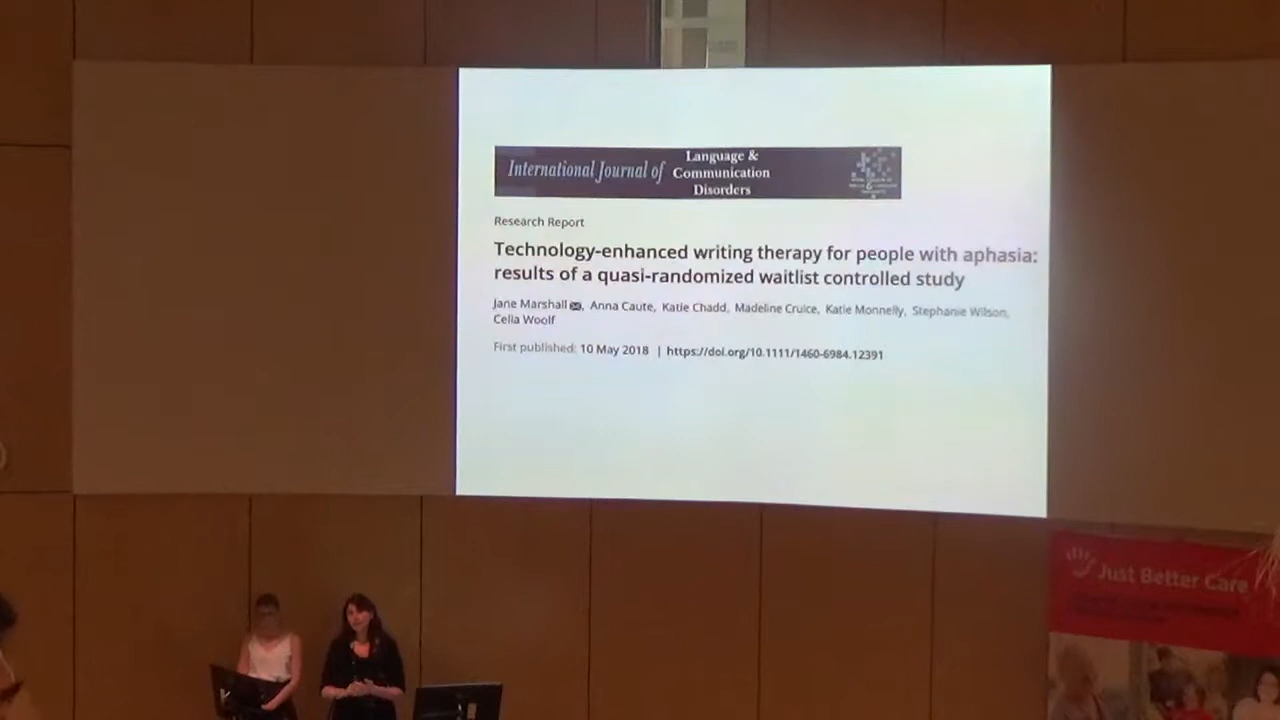 International Journal of
Language &
Communication
Disorders
Research Report
Technology-enhanced writing therapy for people with aphasia:
results of a quasi-randomized waitlist controlled study
Jane Marshall, Anna Caute, Katie Chadd, Madeline Cruice, Katie Monnelly, Stephanie Wilson,
Celia Woolf
First published: 10 May 2018 | https://doi.org/10.1111/1460-6984.12391
Just Better Care